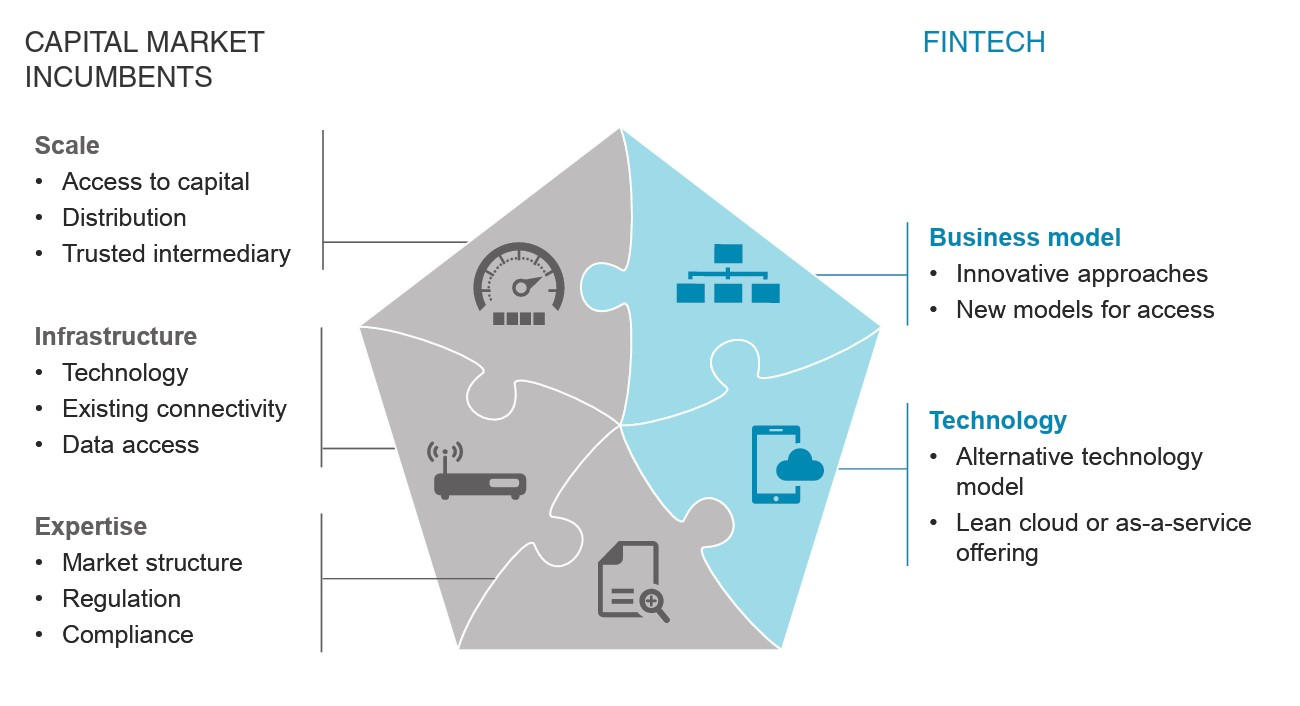 CAPITAL MARKET
INCUMBENTS
Scale
• Access to capital
• Distribution
• Trusted intermediary
Infrastructure
• Technology
• Existing connectivity
• Data access
Expertise
• Market structure
• Regulation
• Compliance
FINTECH
Business model
• Innovative approaches
• New models for access
Technology
• Alternative technology
model
• Lean cloud or as-a-service
offering